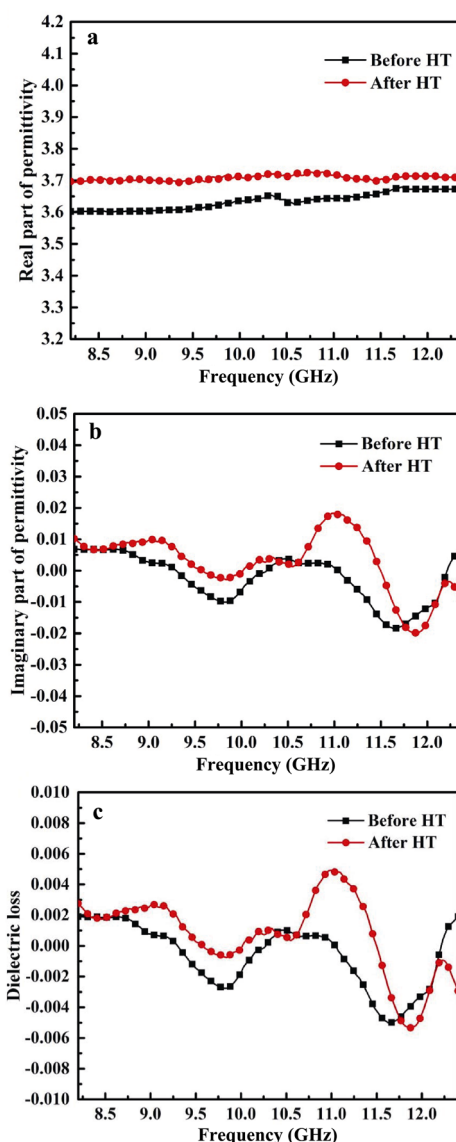 a
Before HT
After HT
Real part of permittivity
4.2
4.1
4.0
3.9
3.8
3.7
3.6
3.5
3.4
3.3
3.2
8.5 9.0 9.5 10.0 10.5 11.0 11.5 12.0
Frequency (GHz)
b
Before HT
After HT
Imaginary part of permittivity
0.05
0.04
0.03
0.02
0.01
0.00
-0.01
-0.02
-0.03
-0.04
-0.05
8.5 9.0 9.5 10.0 10.5 11.0 11.5 12.0
Frequency (GHz)
c
Before HT
After HT
Dielectric loss
0.010
0.008
0.006
0.004
0.002
0.000
-0.002
-0.004
-0.006
-0.008
-0.010
8.5 9.0 9.5 10.0 10.5 11.0 11.5 12.0
Frequency (GHz)